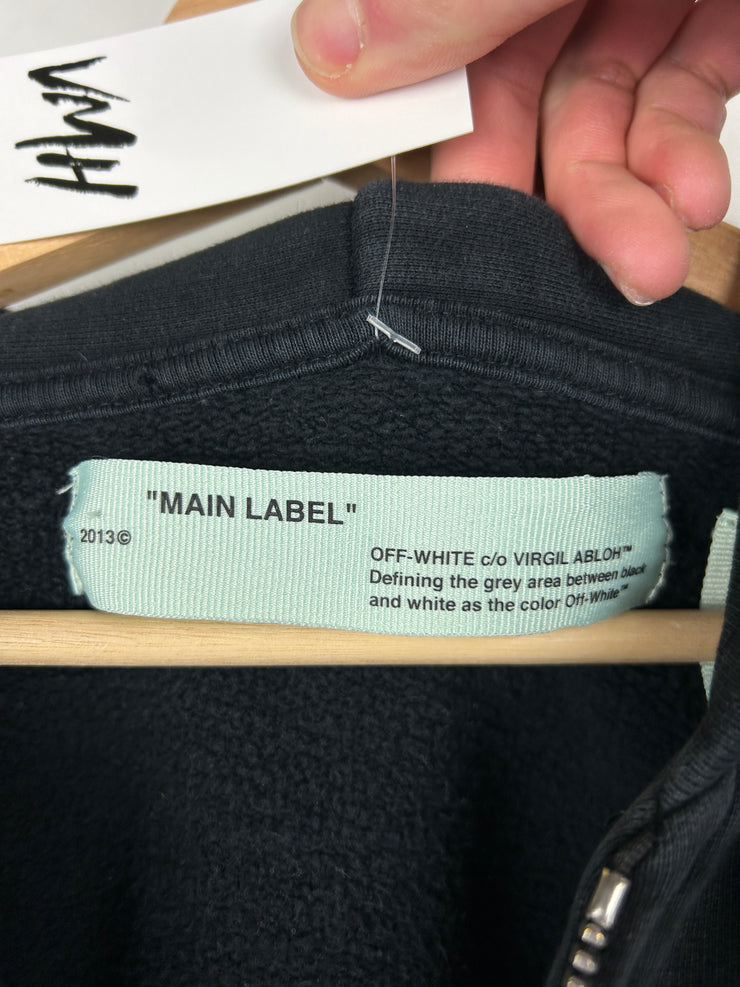 VMH
"MAIN LABEL"
2013©
OFF-WHITE c/o VIRGIL ABLOH™
Defining the grey area between black
and white as the color Off-White™